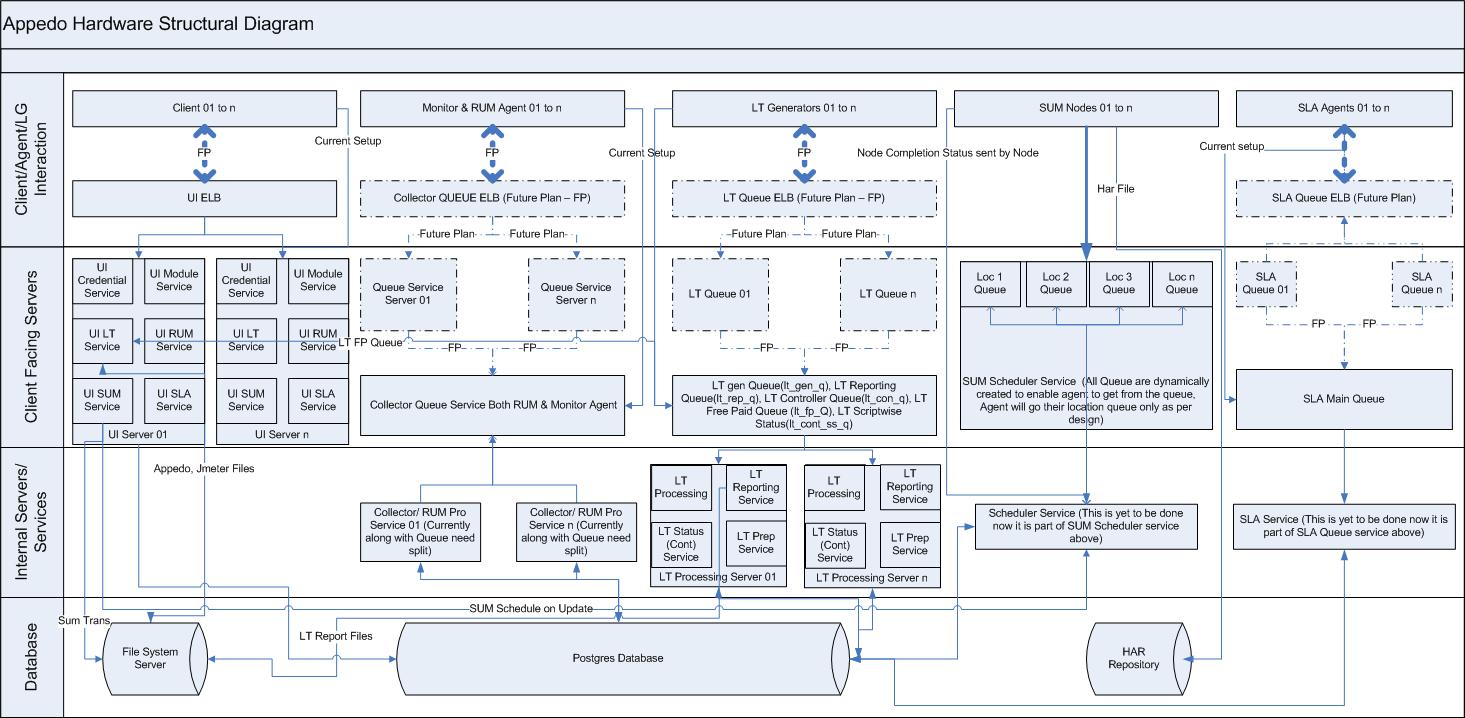 Appedo Hardware Structural Diagram
Client/Agent/LG
Interaction
Client 01 to n
Monitor & RUM Agent 01 to n
LT Generators 01 to n
SUM Nodes 01 to n
SLA Agents 01 to n
FP
Current Setup
FP
Current Setup
FP
Node Completion Status sent by Node
Current setup
Har File
UI ELB
Collector QUEUE ELB (Future Plan – FP)
LT Queue ELB (Future Plan – FP)
SLA Queue ELB (Future Plan)
Future Plan
Future Plan
Future Plan
Future Plan
Client Facing Servers
UI
Credential
Service
UI Module
Service
UI LT
Service
UI RUM
Service
UI SUM
Service
UI SLA
Service
UI Server 01
UI
Credential
Service
UI Module
Service
UI LT
Service
UI RUM
Service
UI SUM
Service
UI SLA
Service
UI Server n
Queue Service
Server 01
Queue Service
Server n
LT FP Queue
FP
FP
Collector Queue Service Both RUM & Monitor Agent
LT Queue 01
LT Queue n
FP
FP
LT gen Queue(lt_gen_q), LT Reporting
Queue(lt_rep_q), LT Controller Queue(lt_con_q), LT
Free Paid Queue (lt_fp_Q), LT Scriptwise
Status(lt_cont_ss_q)
Loc 1
Queue
Loc 2
Queue
Loc 3
Queue
Loc n
Queue
SUM Scheduler Service (All Queue are dynamically
created to enable agent to get from the queue,
Agent will go their location queue only as per
design)
SLA
Queue 01
SLA
Queue n
FP
FP
SLA Main Queue
Internal Servers/
Services
Appedo, Jmeter Files
Collector/ RUM Pro
Service 01 (Currently
along with Queue need
split)
Collector/ RUM Pro
Service n (Currently
along with Queue need
split)
LT
Processing
LT
Reporting
Service
LT Status
(Cont)
Service
LT Prep
Service
LT Processing Server 01
LT
Processing
LT
Reporting
Service
LT Status
(Cont)
Service
LT Prep
Service
LT Processing Server n
Scheduler Service (This is yet to be done
now it is part of SUM Scheduler service
above)
SLA Service (This is yet to be done now it is
part of SLA Queue service above)
Database
SUM Schedule on Update
Sum Trans
LT Report Files
File System
Server
Postgres Database
HAR
Repository